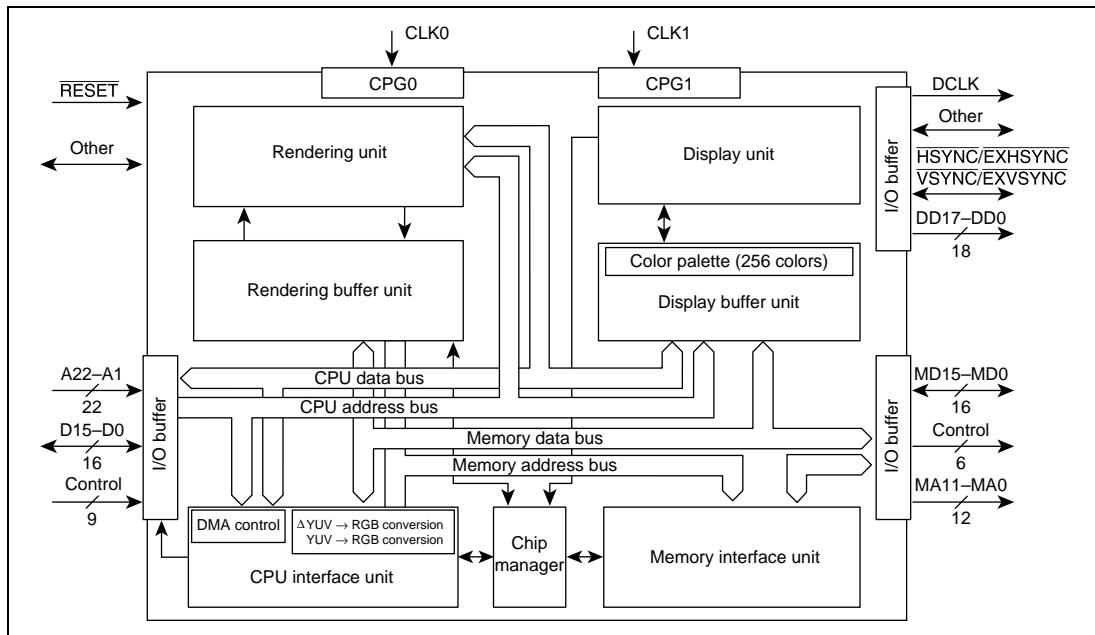 CLK0
CLK1
CPG0
CPG1
RESET
Other
Rendering unit
Display unit
I/O buffer
DCLK
Other
HSYNC/EXHSYNC
VSYNC/EXVSYNC
DD17–DD0
18
Rendering buffer unit
Color palette (256 colors)
Display buffer unit
A22–A1
22
D15–D0
16
Control
9
I/O buffer
CPU data bus
CPU address bus
Memory data bus
Memory address bus
I/O buffer
MD15–MD0
16
Control
6
MA11–MA0
12
DMA control
ΔYUV → RGB conversion
YUV → RGB conversion
CPU interface unit
Chip
manager
Memory interface unit